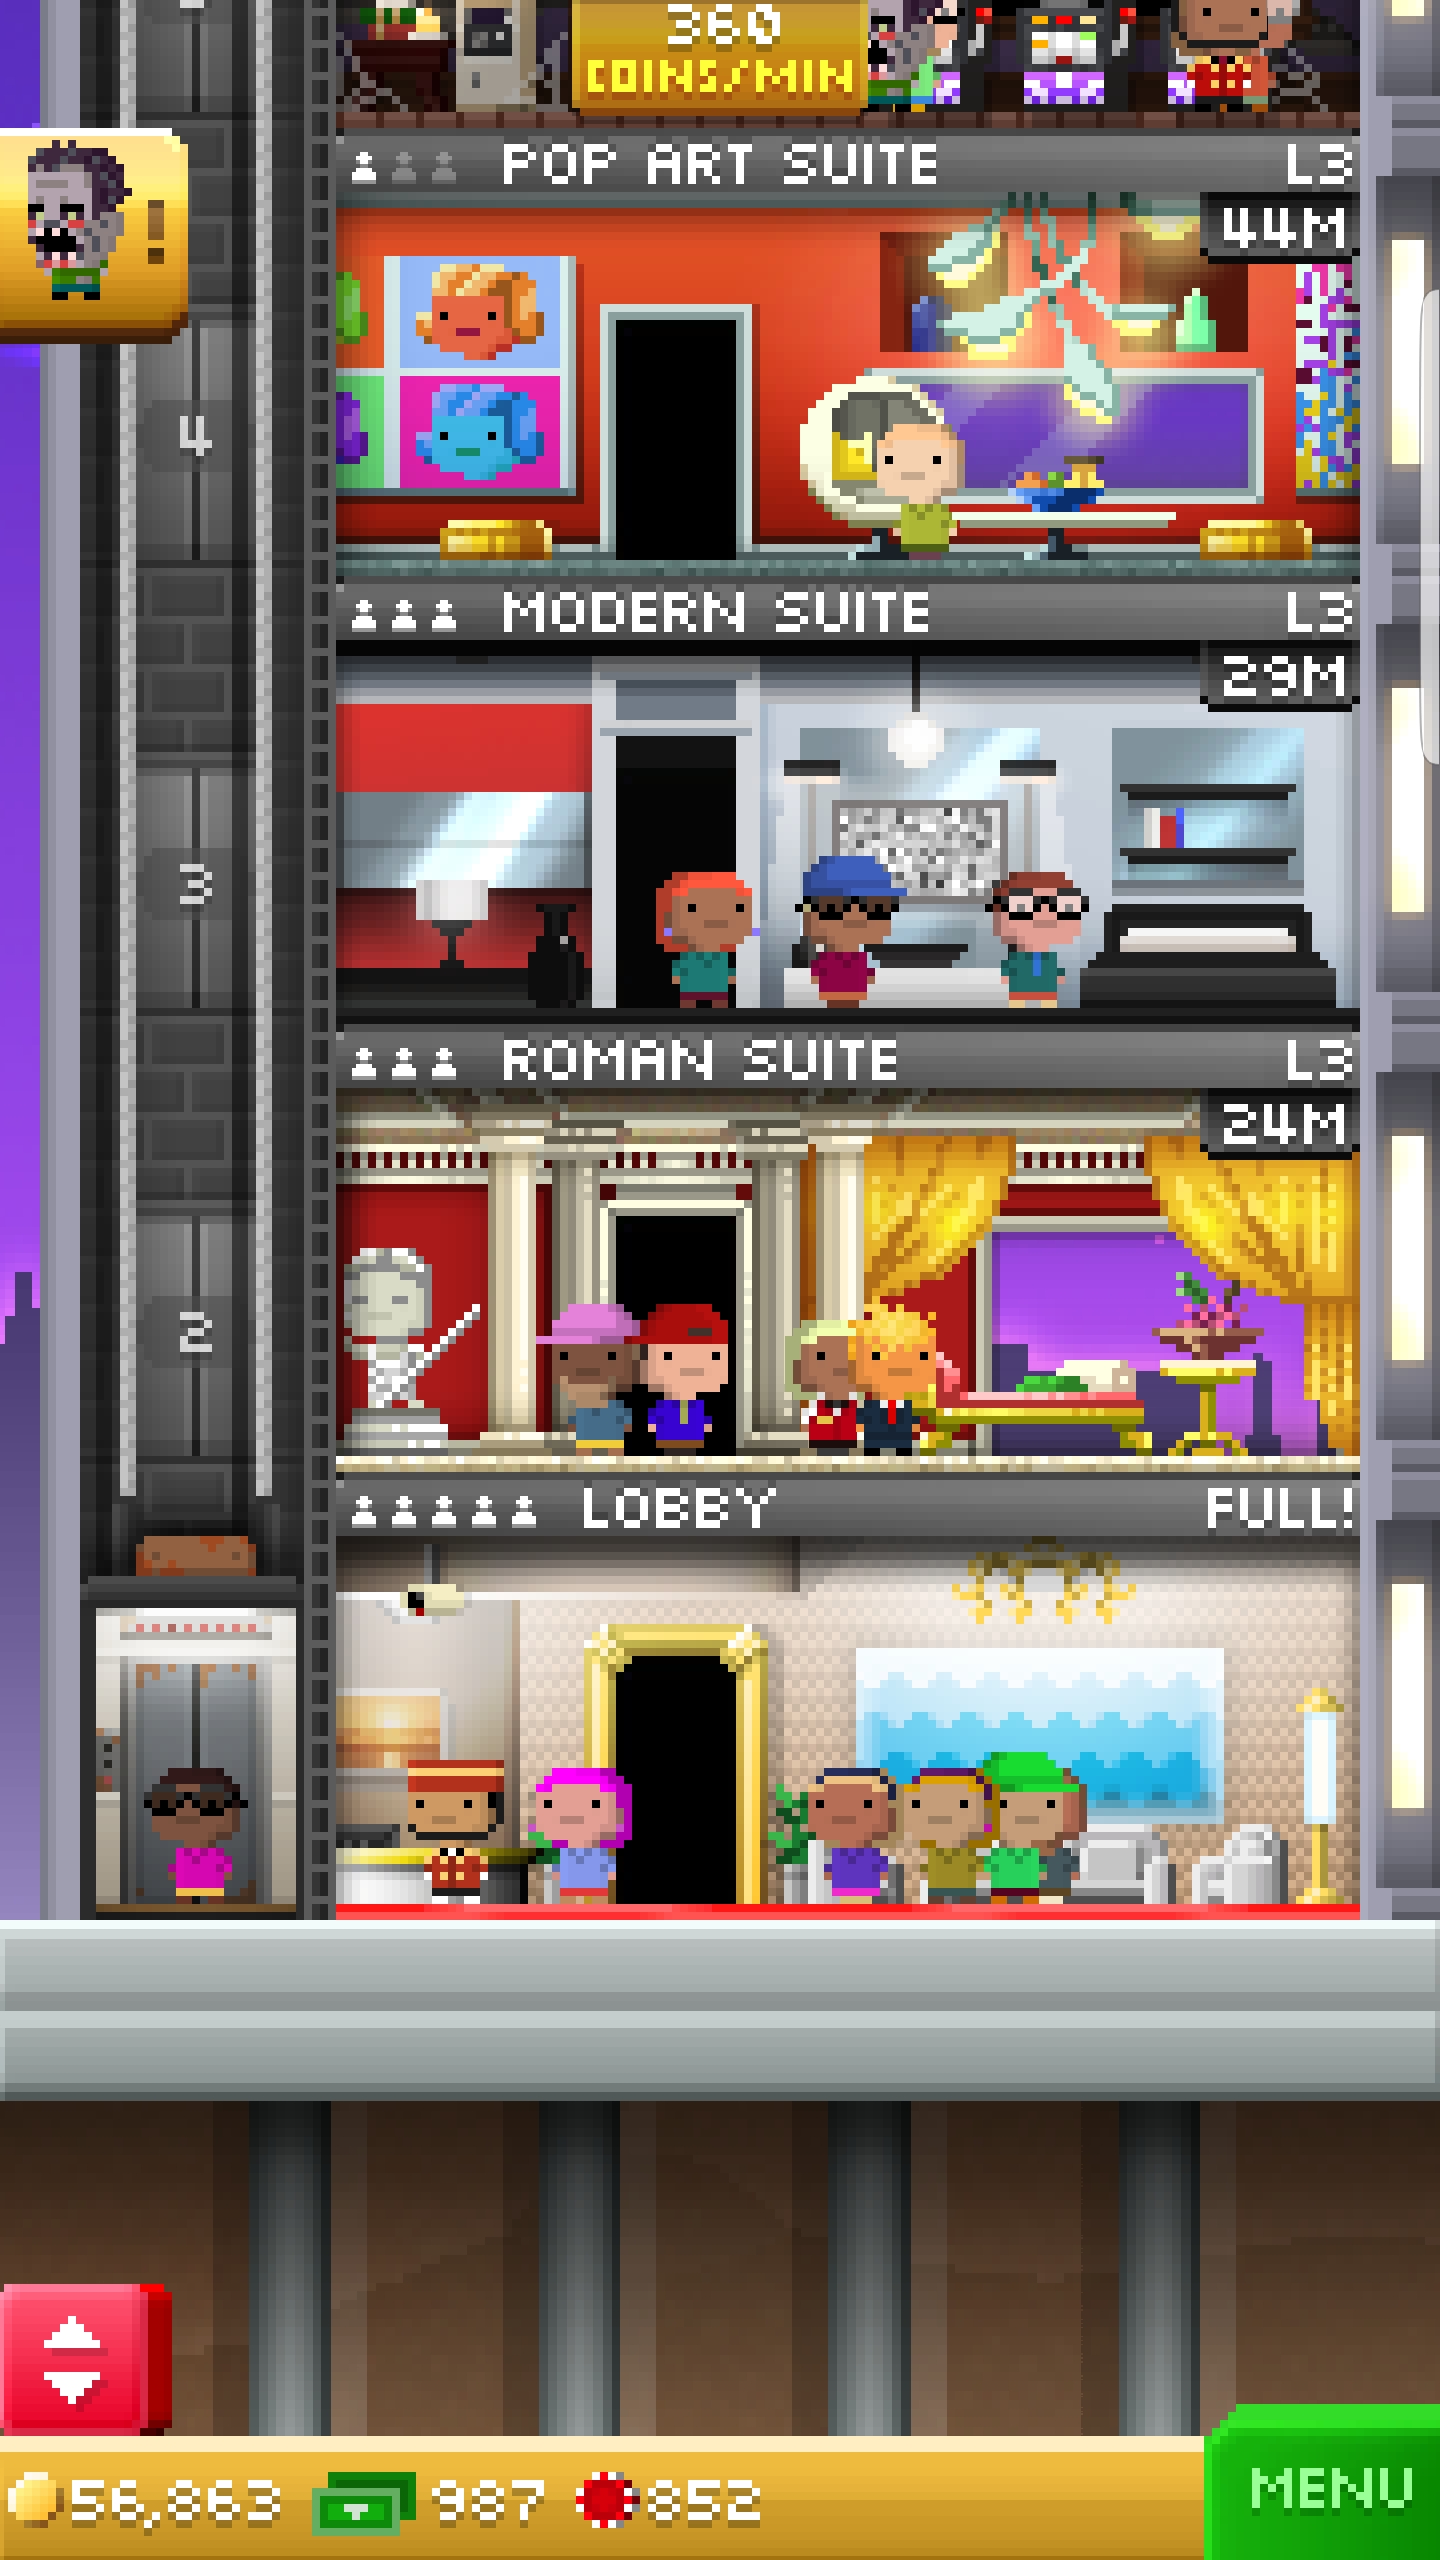 360
COINS/MIN
POP ART SUITE L3
44M
!
4
MODERN SUITE L3
29M
3
ROMAN SUITE L3
24M
2
LOBBY FULL!
56,863 987 852
MENU